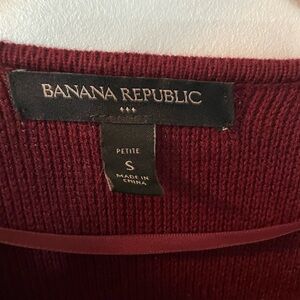 BANANA REPUBLIC
PETITE
S
MADE IN
CHINA